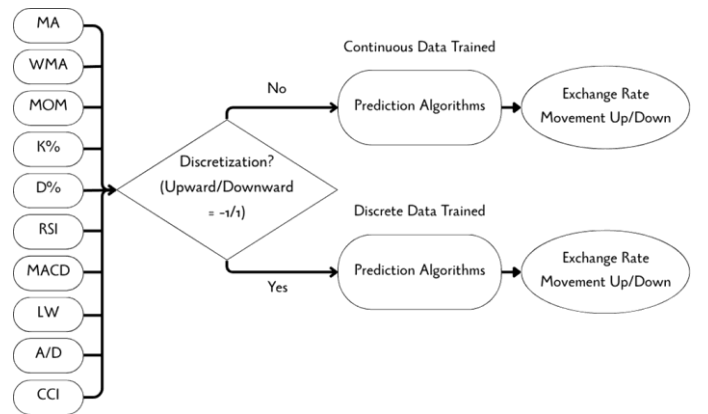 MA
WMA
MOM
K%
D%
RSI
MACD
LW
A/D
CCI
Discretization?
(Upward/Downward
= -1/1)
No
Yes
Continuous Data Trained
Prediction Algorithms
Exchange Rate
Movement Up/Down
Discrete Data Trained
Prediction Algorithms
Exchange Rate
Movement Up/Down